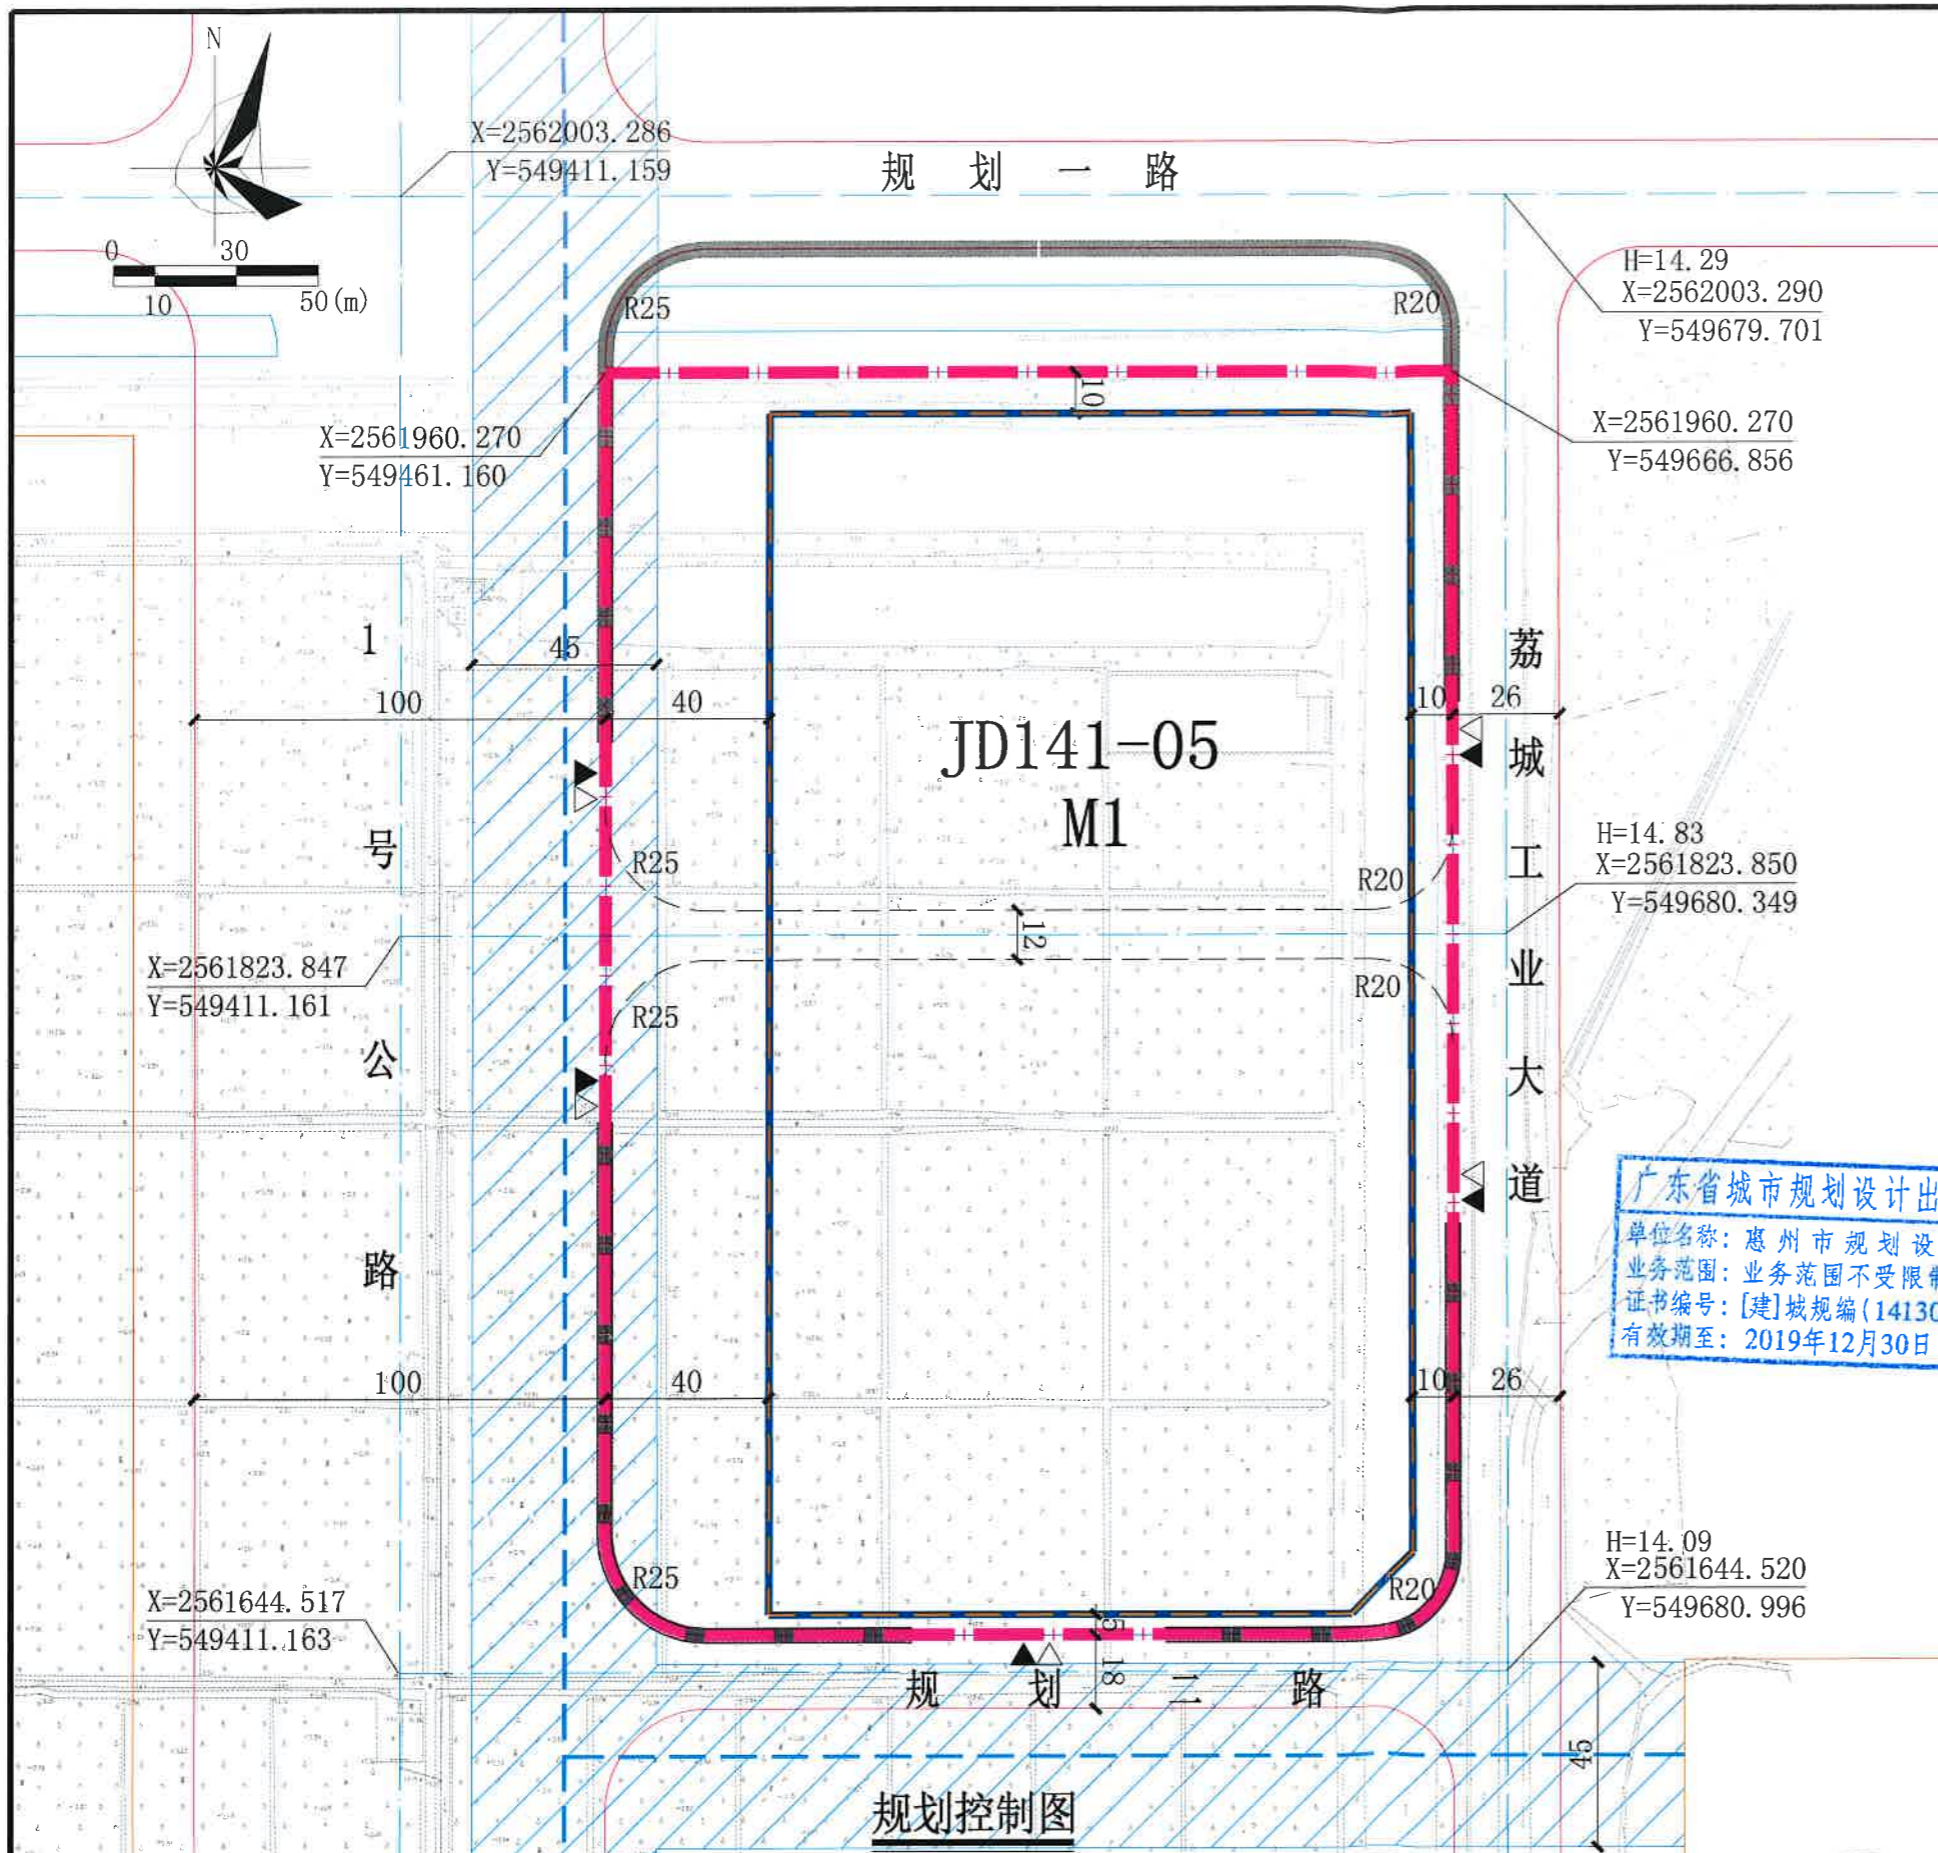 N
0
30
10
50(m)
X=2562003.286
Y=549411.159
规划一路
H=14.29
X=2562003.290
Y=549679.701
R25
R20
10
X=2561960.270
Y=549461.160
X=2561960.270
Y=549666.856
1号公路
45
100
40
10
26
JD141-05
M1
荔城工业大道
R25
R20
H=14.83
X=2561823.850
Y=549680.349
12
X=2561823.847
Y=549411.161
R25
R20
广东省城市规划设计出
单位名称：惠州市规划设
业务范围：业务范围不受限制
证书编号：[建]城规编(14130
有效期至：2019年12月30日
100
40
10
26
R25
R20
H=14.09
X=2561644.520
Y=549680.996
X=2561644.517
Y=549411.163
5
18
规划二路
45
规划控制图